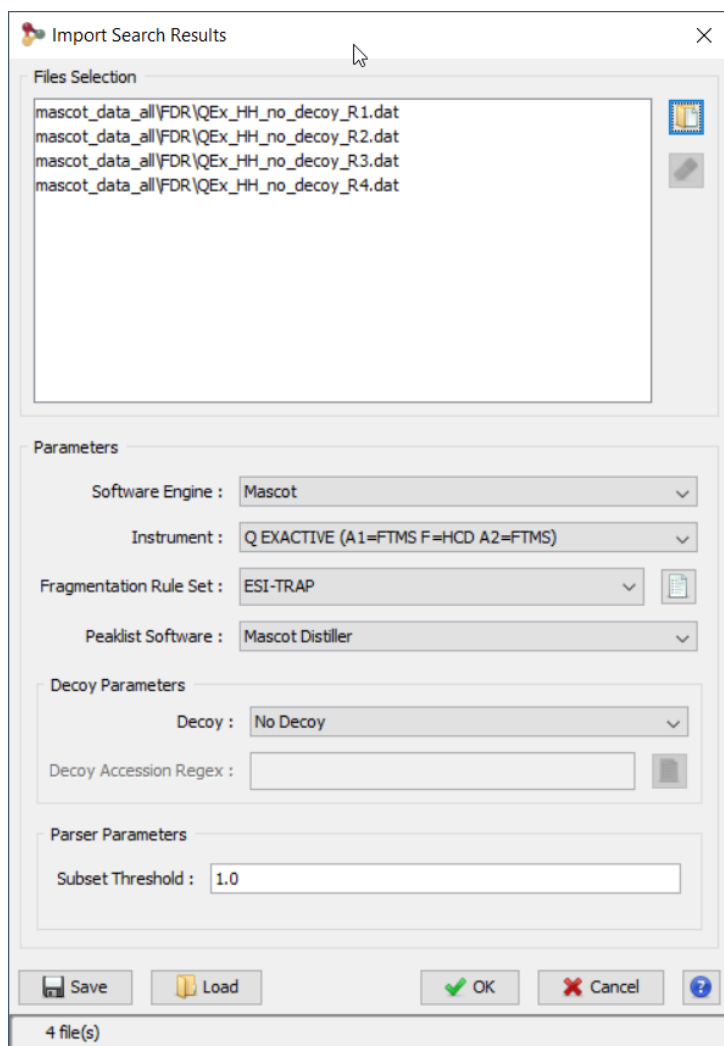 Import Search Results
Files Selection
mascot_data_all\FDR\QEx_HH_no_decoy_R1.dat
mascot_data_all\FDR\QEx_HH_no_decoy_R2.dat
mascot_data_all\FDR\QEx_HH_no_decoy_R3.dat
mascot_data_all\FDR\QEx_HH_no_decoy_R4.dat
Parameters
Software Engine : Mascot
Instrument : Q EXACTIVE (A1=FTMS F=HCD A2=FTMS)
Fragmentation Rule Set : ESI-TRAP
Peaklist Software : Mascot Distiller
Decoy Parameters
Decoy : No Decoy
Decoy Accession Regex :
Parser Parameters
Subset Threshold : 1.0
Save Load OK Cancel ?
4 file(s)